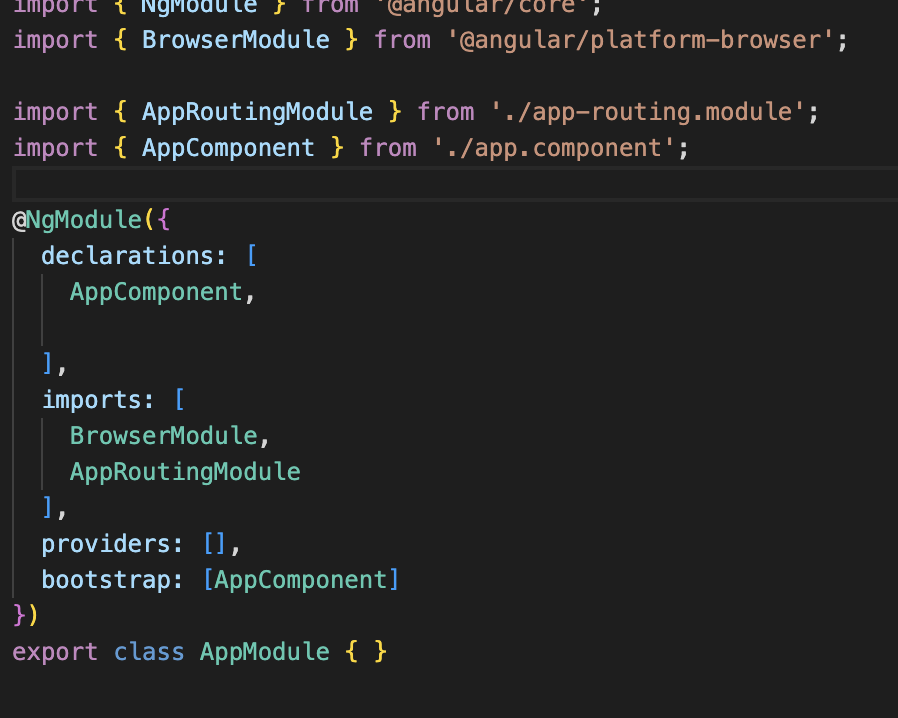 import { NgModule } from '@angular/core';
import { BrowserModule } from '@angular/platform-browser';
import { AppRoutingModule } from './app-routing.module';
import { AppComponent } from './app.component';
@NgModule({
  declarations: [
    AppComponent,
  ],
  imports: [
    BrowserModule,
    AppRoutingModule
  ],
  providers: [],
  bootstrap: [AppComponent]
})
export class AppModule { }